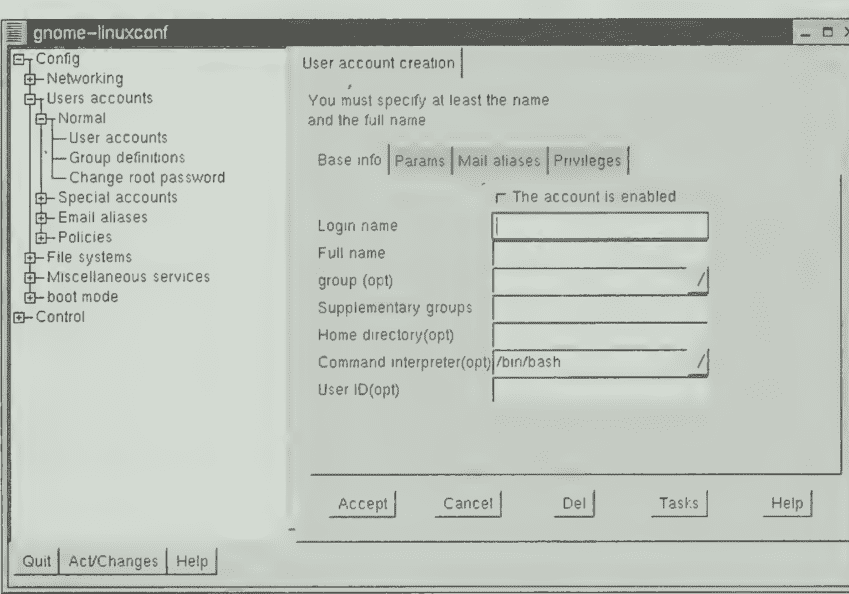 gnome-linuxconf
Config
Networking
Users accounts
Normal
User accounts
Group definitions
Change root password
Special accounts
Email aliases
Policies
File systems
Miscellaneous services
boot mode
Control
Quit
Act/Changes
Help
User account creation
You must specify at least the name
and the full name
Base info
Params
Mail aliases
Privileges
The account is enabled
Login name
Full name
group (opt)
Supplementary groups
Home directory(opt)
Command interpreter(opt) /bin/bash
User ID(opt)
Accept
Cancel
Del
Tasks
Help